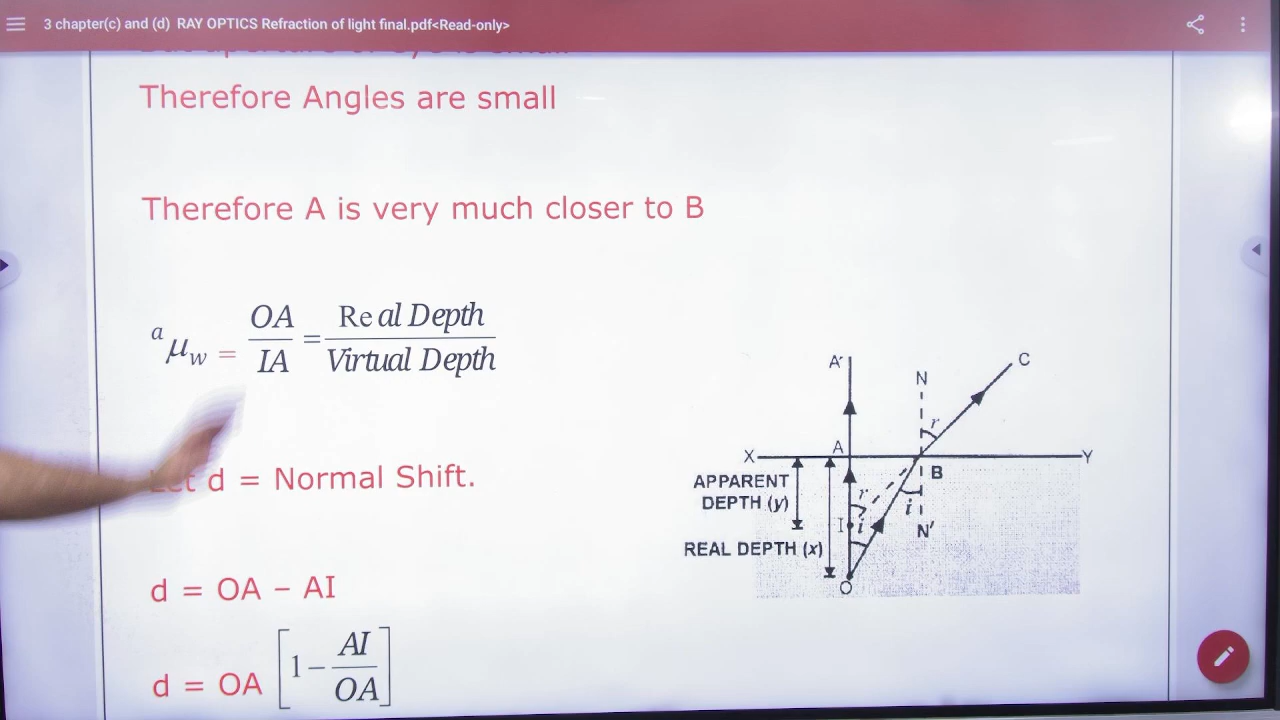 3 chapter(c) and (d) RAY OPTICS Refraction of light final.pdf<Read-only>
Therefore Angles are small
Therefore A is very much closer to B
ᵃμ_w = OA/IA = Real Depth/Virtual Depth
Let d = Normal Shift.
d = OA – AI
d = OA [1 – AI/OA]
A'
C
N
r
A
X
Y
B
APPARENT
DEPTH (y)
r
i
I
i
N'
REAL DEPTH (x)
O